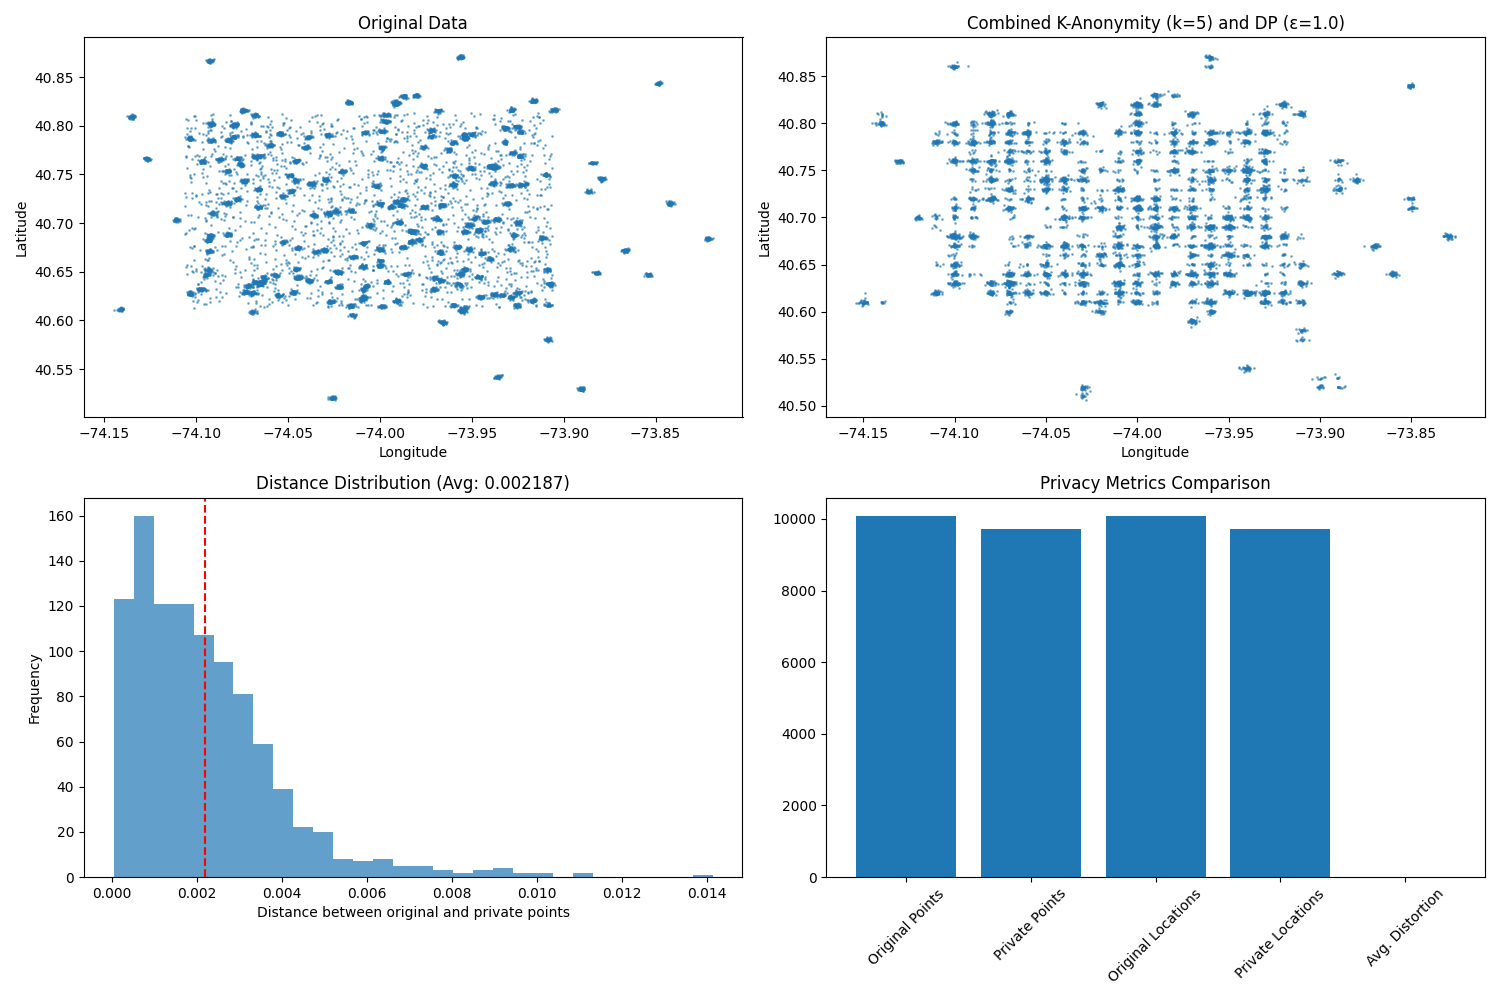 Original Data
Latitude
40.85
40.80
40.75
40.70
40.65
40.60
40.55
−74.15 −74.10 −74.05 −74.00 −73.95 −73.90 −73.85
Longitude
Combined K-Anonymity (k=5) and DP (ε=1.0)
Latitude
40.85
40.80
40.75
40.70
40.65
40.60
40.55
40.50
−74.15 −74.10 −74.05 −74.00 −73.95 −73.90 −73.85
Longitude
Distance Distribution (Avg: 0.002187)
Frequency
160
140
120
100
80
60
40
20
0
0.000 0.002 0.004 0.006 0.008 0.010 0.012 0.014
Distance between original and private points
Privacy Metrics Comparison
10000
8000
6000
4000
2000
0
Original Points
Private Points
Original Locations
Private Locations
Avg. Distortion